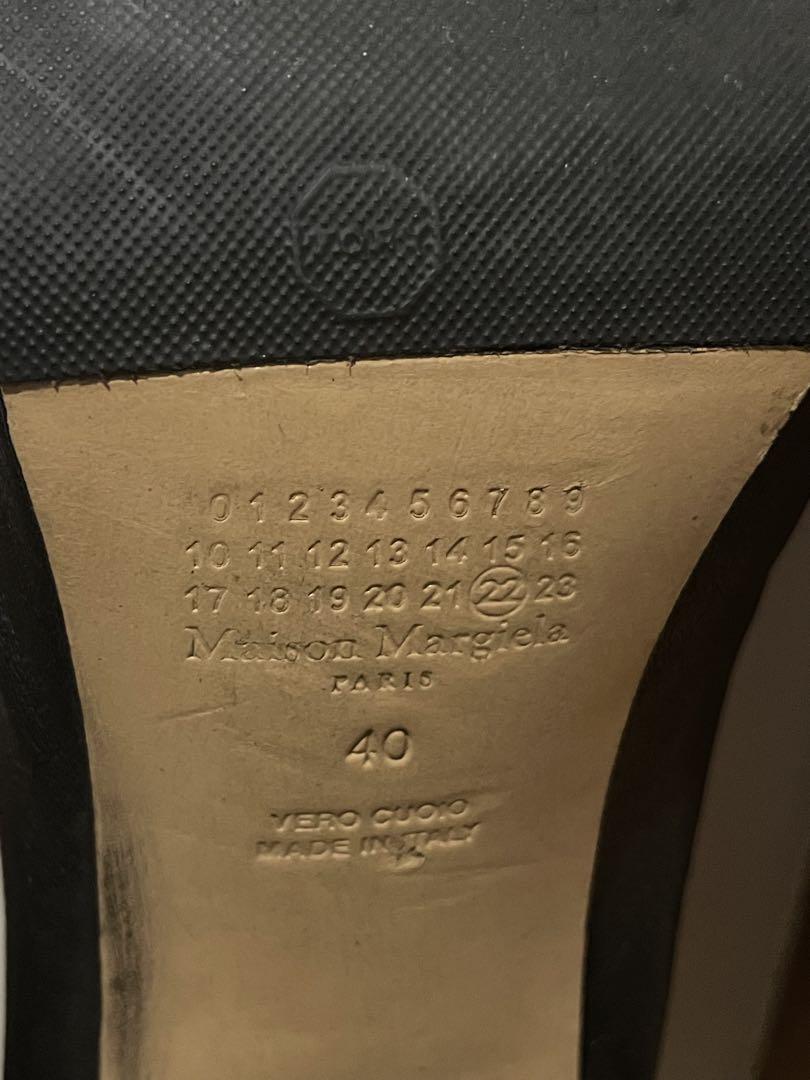 0 1 2 3 4 5 6 7 8 9
10 11 12 13 14 15 16
17 18 19 20 21 22 23
Maison Margiela
PARIS
40
VERO CUOIO
MADE IN ITALY